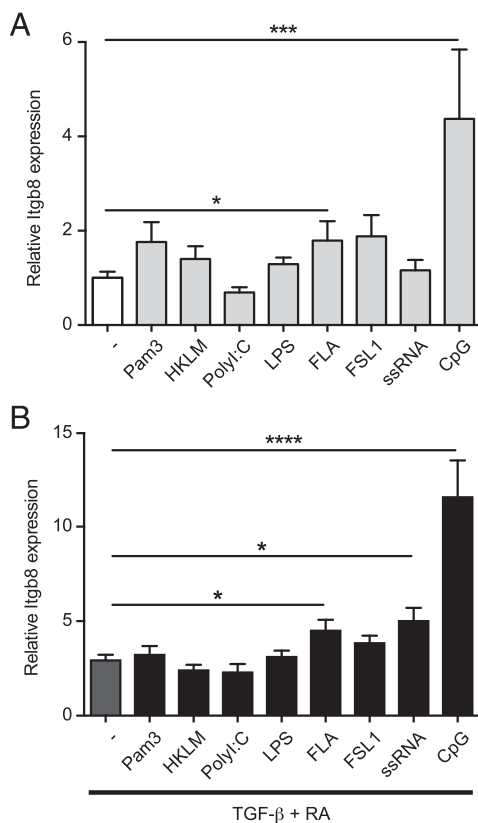 A
***
6
4
2
0
*
Relative Itgb8 expression
-
Pam3
HKLM
PolyI:C
LPS
FLA
FSL1
ssRNA
CpG
B
15
10
5
0
****
*
*
Relative Itgb8 expression
-
Pam3
HKLM
PolyI:C
LPS
FLA
FSL1
ssRNA
CpG
TGF-β + RA